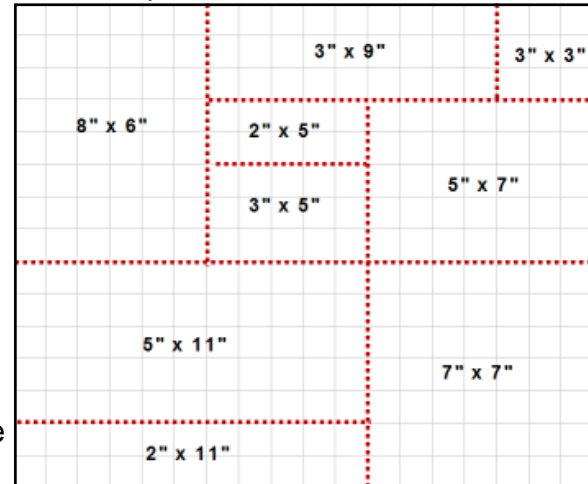 3" x 9"
3" x 3"
8" x 6"
2" x 5"
5" x 7"
3" x 5"
5" x 11"
7" x 7"
e
2" x 11"